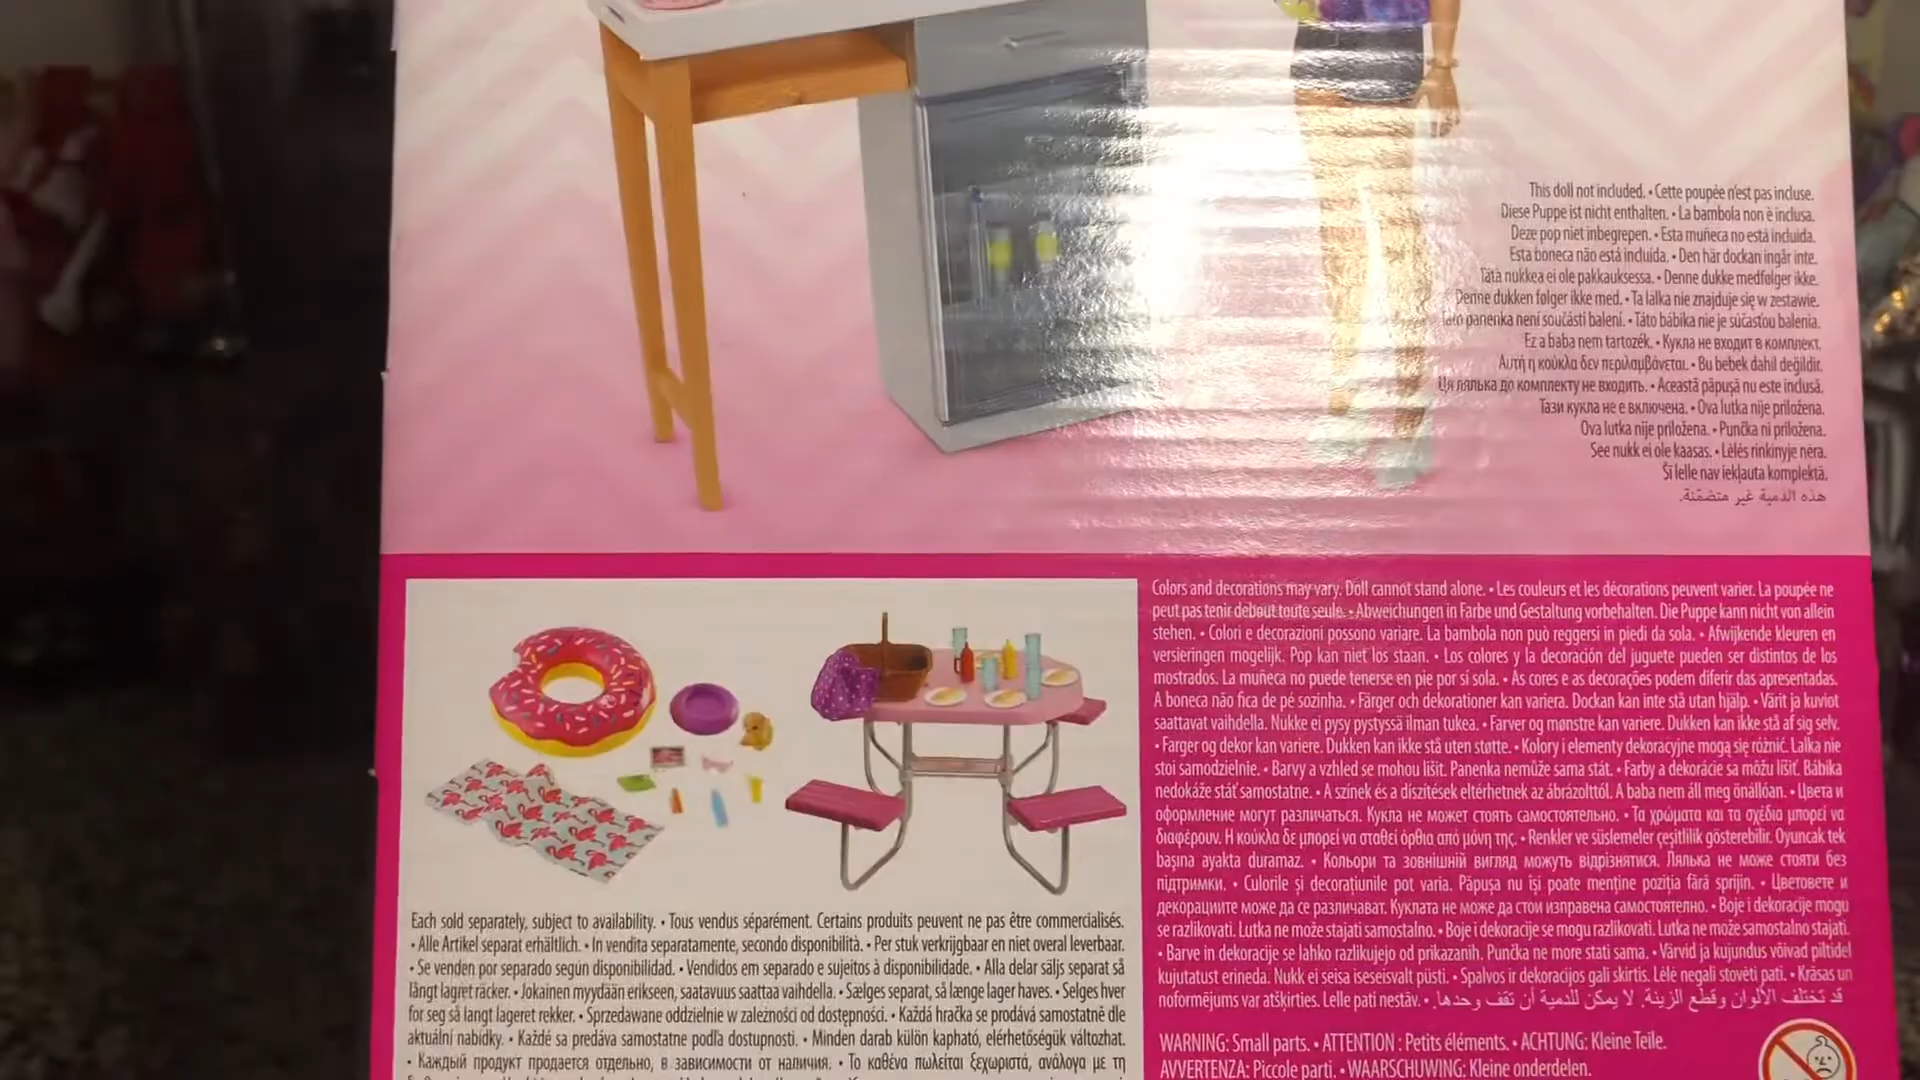 This doll not included. • Cette poupée n'est pas incluse.
Diese Puppe ist nicht enthalten. • La bambola non è inclusa.
Deze pop niet inbegrepen. • Esta muñeca no está incluida.
Esta boneca não está incluída. • Den här dockan ingår inte.
Tätä nukkea ei ole pakkauksessa. • Denne dukke medfølger ikke.
Denne dukken følger ikke med. • Ta lalka nie znajduje się w zestawie.
Tato panenka není součástí balení. • Táto bábika nie je súčasťou balenia.
Ez a baba nem tartozék. • Кукла не входит в комплект.
Αυτή η κούκλα δεν περιλαμβάνεται. • Bu bebek dahil değildir.
Ця лялька до комплекту не входить. • Această păpușă nu este inclusă.
Тази кукла не е включена. • Ova lutka nije priložena.
Ova lutka nije priložena. • Punčka ni priložena.
See nukk ei ole kaasas. • Lėlės rinkinyje nėra.
Šī lelle nav iekļauta komplektā.
هذه الدمية غير متضمّنة.
Colors and decorations may vary. Doll cannot stand alone. • Les couleurs et les décorations peuvent varier. La poupée ne
peut pas tenir debout toute seule. • Abweichungen in Farbe und Gestaltung vorbehalten. Die Puppe kann nicht von allein
stehen. • Colori e decorazioni possono variare. La bambola non può reggersi in piedi da sola. • Afwijkende kleuren en
versieringen mogelijk. Pop kan niet los staan. • Los colores y la decoración del juguete pueden ser distintos de los
mostrados. La muñeca no puede tenerse en pie por sí sola. • As cores e as decorações podem diferir das apresentadas.
A boneca não fica de pé sozinha. • Färger och dekorationer kan variera. Dockan kan inte stå utan hjälp. • Värit ja kuviot
saattavat vaihdella. Nukke ei pysy pystyssä ilman tukea. • Farver og mønstre kan variere. Dukken kan ikke stå af sig selv.
• Farger og dekor kan variere. Dukken kan ikke stå uten støtte. • Kolory i elementy dekoracyjne mogą się różnić. Lalka nie
stoi samodzielnie. • Barvy a vzhled se mohou lišit. Panenka nemůže sama stát. • Farby a dekorácie sa môžu líšiť. Bábika
nedokáže stáť samostatne. • A színek és a díszítések eltérhetnek az ábrázolttól. A baba nem áll meg önállóan. • Цвета и
оформление могут различаться. Кукла не может стоять самостоятельно. • Τα χρώματα και τα σχέδια μπορεί να
διαφέρουν. Η κούκλα δε μπορεί να σταθεί όρθια από μόνη της. • Renkler ve süslemeler çeşitlilik gösterebilir. Oyuncak tek
başına ayakta duramaz. • Кольори та зовнішній вигляд можуть відрізнятися. Лялька не може стояти без
підтримки. • Culorile și decorațiunile pot varia. Păpușa nu își poate menține poziția fără sprijin. • Цветовете и
декорациите може да се различават. Куклата не може да стои изправена самостоятелно. • Boje i dekoracije mogu
se razlikovati. Lutka ne može stajati samostalno. • Boje i dekoracije se mogu razlikovati. Lutka ne može samostalno stajati.
• Barve in dekoracije se lahko razlikujejo od prikazanih. Punčka ne more stati sama. • Värvid ja kujundus võivad piltidel
kujutatust erineda. Nukk ei seisa iseseisvalt püsti. • Spalvos ir dekoracijos gali skirtis. Lėlė negali stovėti pati. • Krāsas un
noformējums var atšķirties. Lelle pati nestāv. • قد تختلف الألوان وقطع الزينة. لا يمكن للدمية أن تقف وحدها.
Each sold separately, subject to availability. • Tous vendus séparément. Certains produits peuvent ne pas être commercialisés.
• Alle Artikel separat erhältlich. • In vendita separatamente, secondo disponibilità. • Per stuk verkrijgbaar en niet overal leverbaar.
• Se venden por separado según disponibilidad. • Vendidos em separado e sujeitos à disponibilidade. • Alla delar säljs separat så
långt lagret räcker. • Jokainen myydään erikseen, saatavuus saattaa vaihdella. • Sælges separat, så længe lager haves. • Selges hver
for seg så langt lageret rekker. • Sprzedawane oddzielnie w zależności od dostępności. • Každá hračka se prodává samostatně dle
aktuální nabídky. • Každé sa predáva samostatne podľa dostupnosti. • Minden darab külön kapható, elérhetőségük változhat.
• Каждый продукт продается отдельно, в зависимости от наличия. • Το καθένα πωλείται ξεχωριστά, ανάλογα με τη
WARNING: Small parts. • ATTENTION : Petits éléments. • ACHTUNG: Kleine Teile.
AVVERTENZA: Piccole parti. • WAARSCHUWING: Kleine onderdelen.